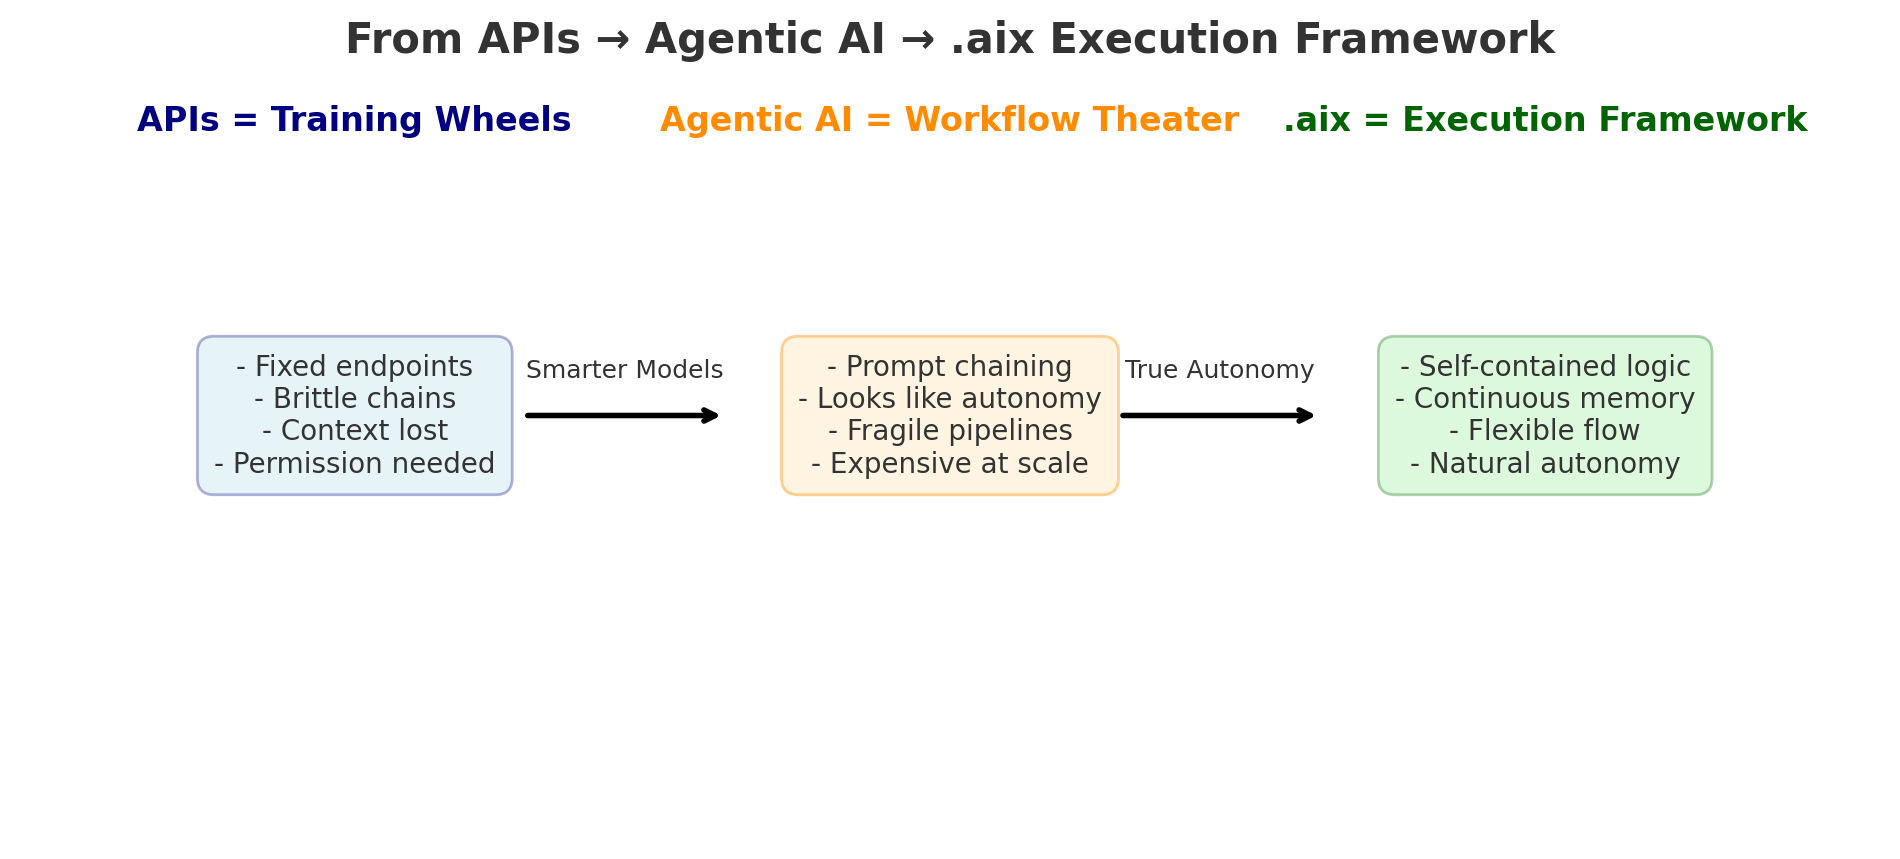 From APIs → Agentic AI → .aix Execution Framework
APIs = Training Wheels
Agentic AI = Workflow Theater
.aix = Execution Framework
- Fixed endpoints
- Brittle chains
- Context lost
- Permission needed
Smarter Models
- Prompt chaining
- Looks like autonomy
- Fragile pipelines
- Expensive at scale
True Autonomy
- Self-contained logic
- Continuous memory
- Flexible flow
- Natural autonomy